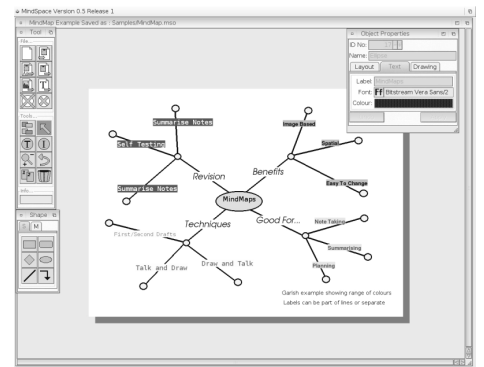 MindSpace Version 0.5 Release 1
MindMap Example Saved as : Samples/MindMap.mso
Tool
File...
Tools...
Info...
Shape
S
M
Object Properties
ID No:
Name:
Layout
Text
Drawing
Label:
MindMaps
Font:
Ff
Bitstream Vera Sans/2
Colour:
Summarise Notes
Self Testing
Summarise Notes
Revision
Image Based
Spatial
Easy To Change
Benefits
MindMaps
Techniques
First/Second Drafts
Talk and Draw
Draw and Talk
Good For...
Note Taking
Summarising
Planning
Garish example showing range of colours
Labels can be part of lines or separate